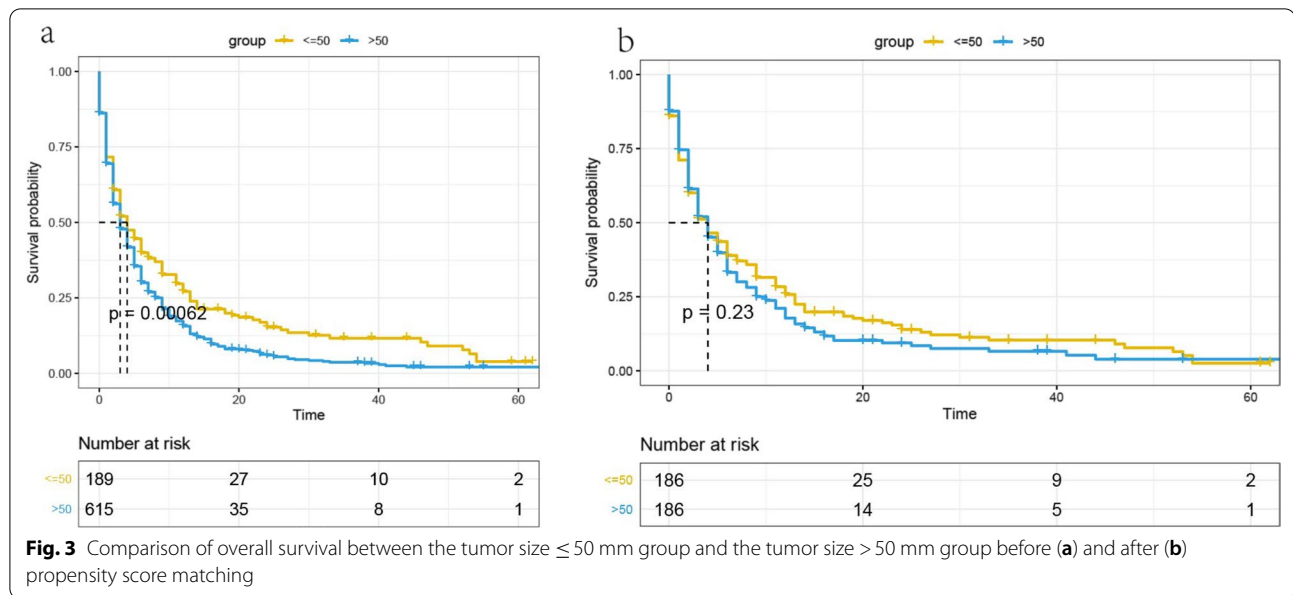 a
group <=50 >50
1.00
0.75
0.50
0.25
0.00
Survival probability
p = 0.00062
0 20 40 60
Time
Number at risk
<=50 189 27 10 2
>50 615 35 8 1
b
group <=50 >50
1.00
0.75
0.50
0.25
0.00
Survival probability
p = 0.23
0 20 40 60
Time
Number at risk
<=50 186 25 9 2
>50 186 14 5 1
Fig. 3 Comparison of overall survival between the tumor size ≤ 50 mm group and the tumor size > 50 mm group before (a) and after (b)
propensity score matching